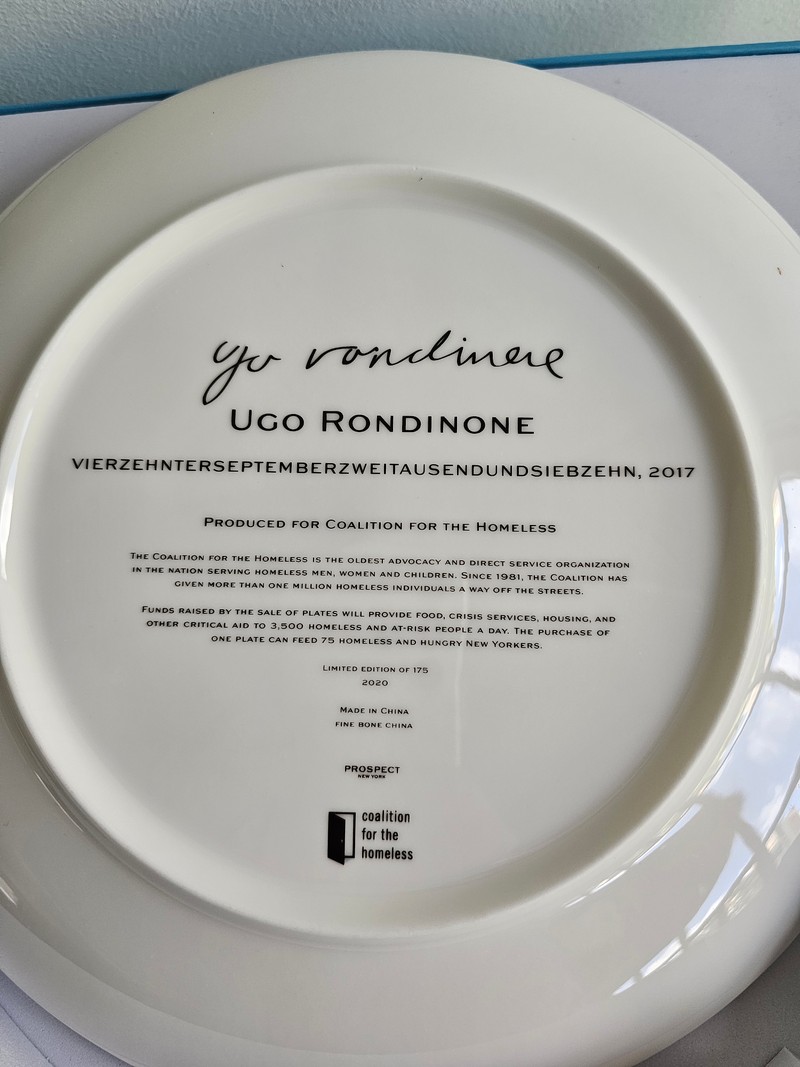 ugo rondinone
UGO RONDINONE
VIERZEHNTERSEPTEMBERZWEITAUSENDUNDSIEBZEHN, 2017
PRODUCED FOR COALITION FOR THE HOMELESS
THE COALITION FOR THE HOMELESS IS THE OLDEST ADVOCACY AND DIRECT SERVICE ORGANIZATION
IN THE NATION SERVING HOMELESS MEN, WOMEN AND CHILDREN. SINCE 1981, THE COALITION HAS
GIVEN MORE THAN ONE MILLION HOMELESS INDIVIDUALS A WAY OFF THE STREETS.
FUNDS RAISED BY THE SALE OF PLATES WILL PROVIDE FOOD, CRISIS SERVICES, HOUSING, AND
OTHER CRITICAL AID TO 3,500 HOMELESS AND AT-RISK PEOPLE A DAY. THE PURCHASE OF
ONE PLATE CAN FEED 75 HOMELESS AND HUNGRY NEW YORKERS.
LIMITED EDITION OF 175
2020
MADE IN CHINA
FINE BONE CHINA
PROSPECT
NEW YORK
coalition
for the
homeless